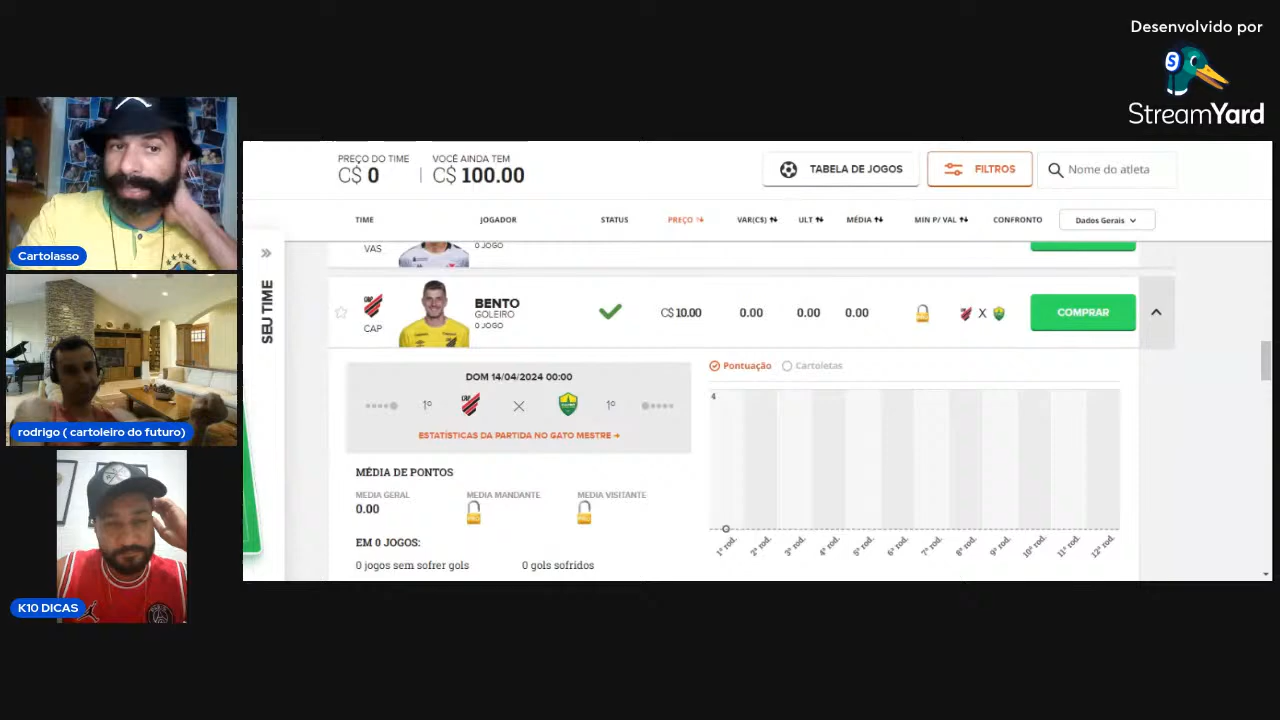 Desenvolvido por
S
StreamYard
Cartolasso
rodrigo ( cartoleiro do futuro)
K10 DICAS
PREÇO DO TIME
C$ 0
VOCÊ AINDA TEM
C$ 100.00
TABELA DE JOGOS
FILTROS
Nome do atleta
TIME
JOGADOR
STATUS
PREÇO
VAR(C$)
ULT
MÉDIA
MIN P/ VAL
CONFRONTO
Dados Gerais
SEU TIME
VAS
0 JOGO
CAP
CAP
BENTO
GOLEIRO
0 JOGO
C$ 10.00
0.00
0.00
0.00
X
COMPRAR
DOM 14/04/2024 00:00
1º
1º
ESTATÍSTICAS DA PARTIDA NO GATO MESTRE
MÉDIA DE PONTOS
MEDIA GERAL
0.00
MEDIA MANDANTE
MEDIA VISITANTE
EM 0 JOGOS:
0 jogos sem sofrer gols
0 gols sofridos
Pontuação
Cartoletas
4
1ª rod.
2ª rod.
3ª rod.
4ª rod.
5ª rod.
6ª rod.
7ª rod.
8ª rod.
9ª rod.
10ª rod.
11ª rod.
12ª rod.